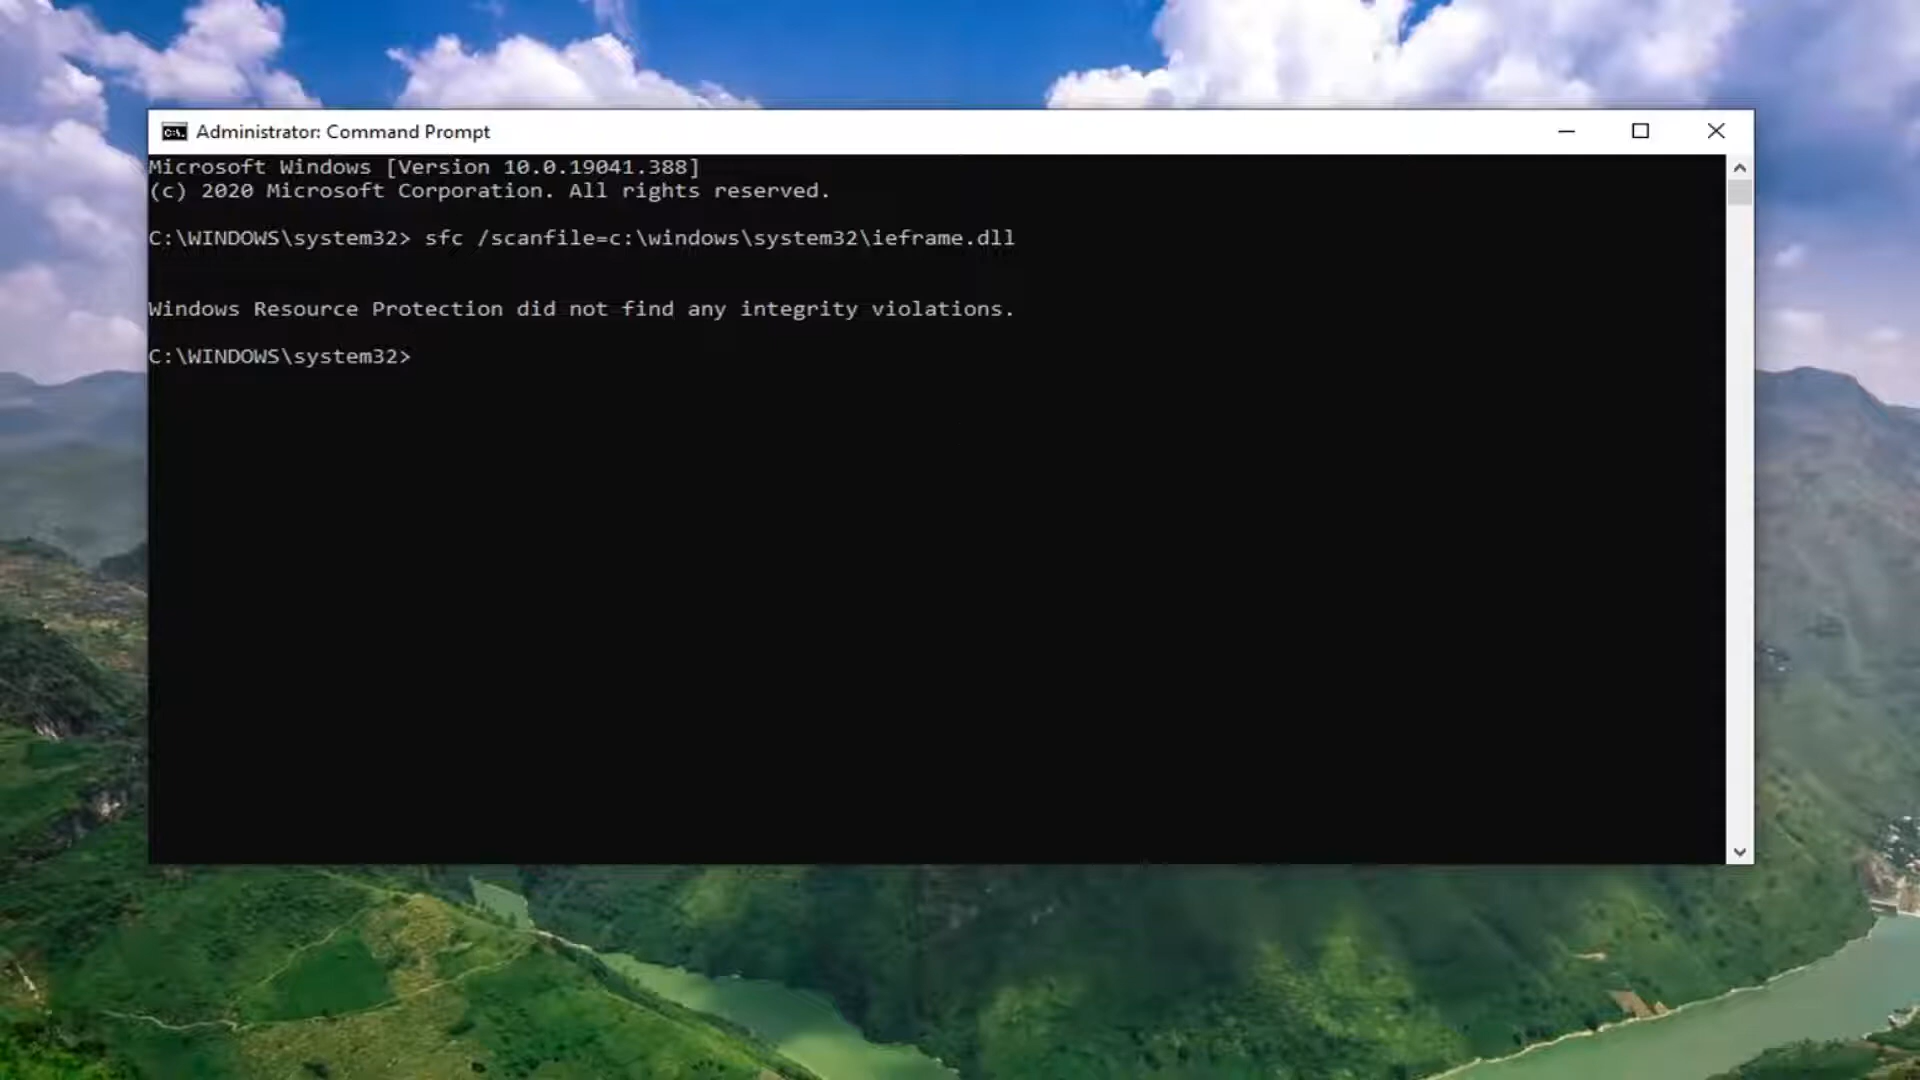 Administrator: Command Prompt
Microsoft Windows [Version 10.0.19041.388]
(c) 2020 Microsoft Corporation. All rights reserved.
C:\WINDOWS\system32> sfc /scanfile=c:\windows\system32\ieframe.dll
Windows Resource Protection did not find any integrity violations.
C:\WINDOWS\system32>